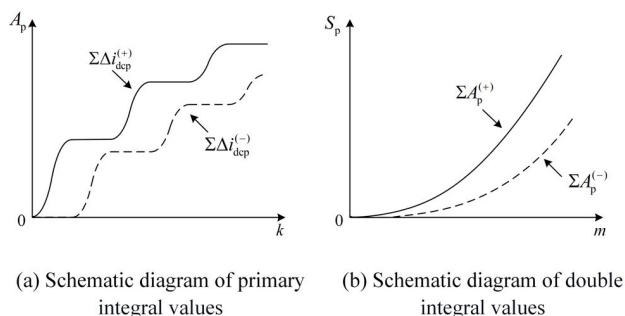 A_p
ΣΔi_dcp^(+)
ΣΔi_dcp^(−)
0
k
S_p
ΣA_p^(+)
ΣA_p^(−)
0
m
(a) Schematic diagram of primary
integral values
(b) Schematic diagram of double
integral values